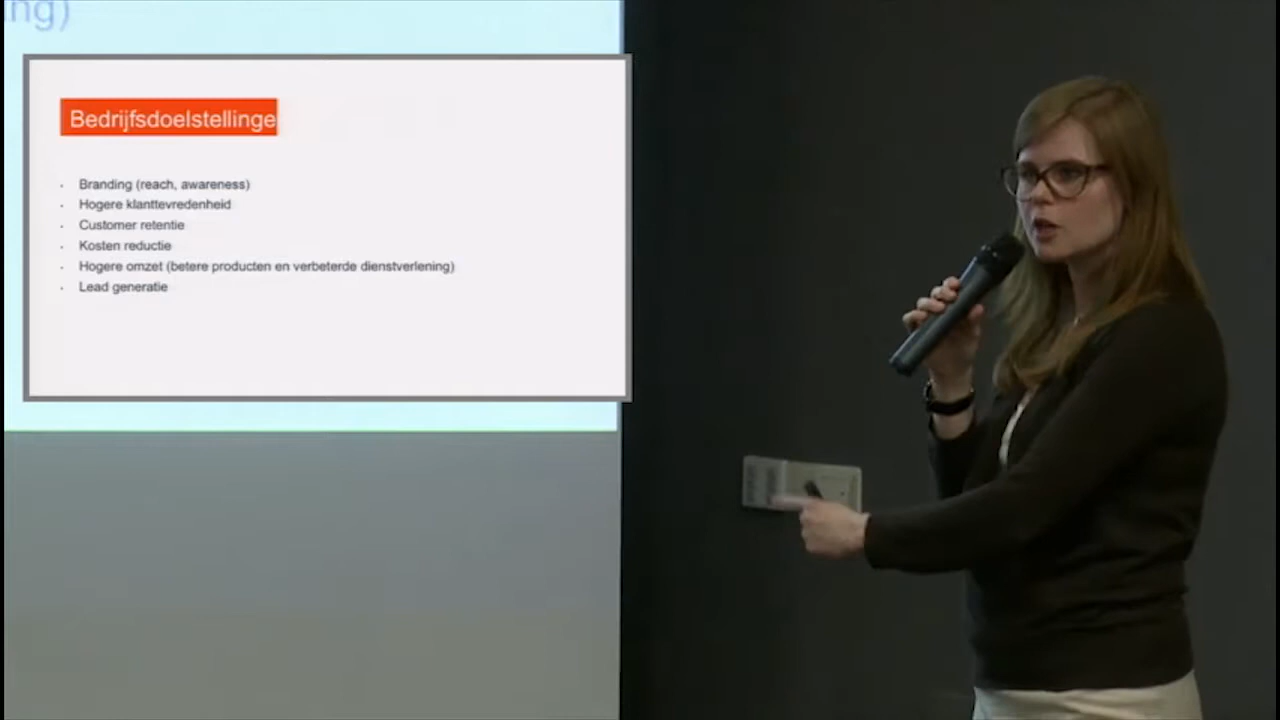 ing)
Bedrijfsdoelstellinge
Branding (reach, awareness)
Hogere klanttevredenheid
Customer retentie
Kosten reductie
Hogere omzet (betere producten en verbeterde dienstverlening)
Lead generatie